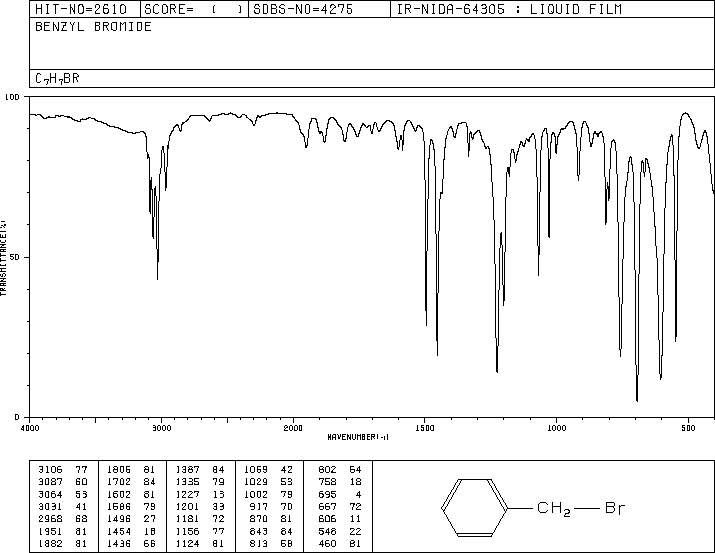 HIT-NO=2610 SCORE= ( ) SDBS-NO=4275 IR-NIDA-64305 : LIQUID FILM
BENZYL BROMIDE
C₇H₇BR
100
50
0
TRANSMITTANCE(%)
4000 3000 2000 1500 1000 500
WAVENUMBER(-1)
3106 77 1806 81 1387 84 1069 42 802 64
3087 60 1702 84 1335 79 1029 53 758 18
3064 53 1602 81 1227 13 1002 79 695 4
3031 41 1586 79 1201 33 917 70 667 72
2968 68 1496 27 1181 72 870 81 606 11
1951 81 1454 18 1156 77 843 84 548 22
1882 81 1436 66 1124 81 813 58 460 81
CH₂ Br